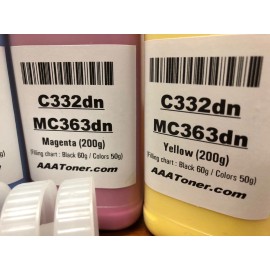 C332dn
MC363dn
Magenta (200g)
(Filling chart : Black 60g / Colors 50g)
AAAToner.com
C332dn
MC363dn
Yellow (200g)
(Filling chart : Black 60g / Colors 50g)
AAAToner.com